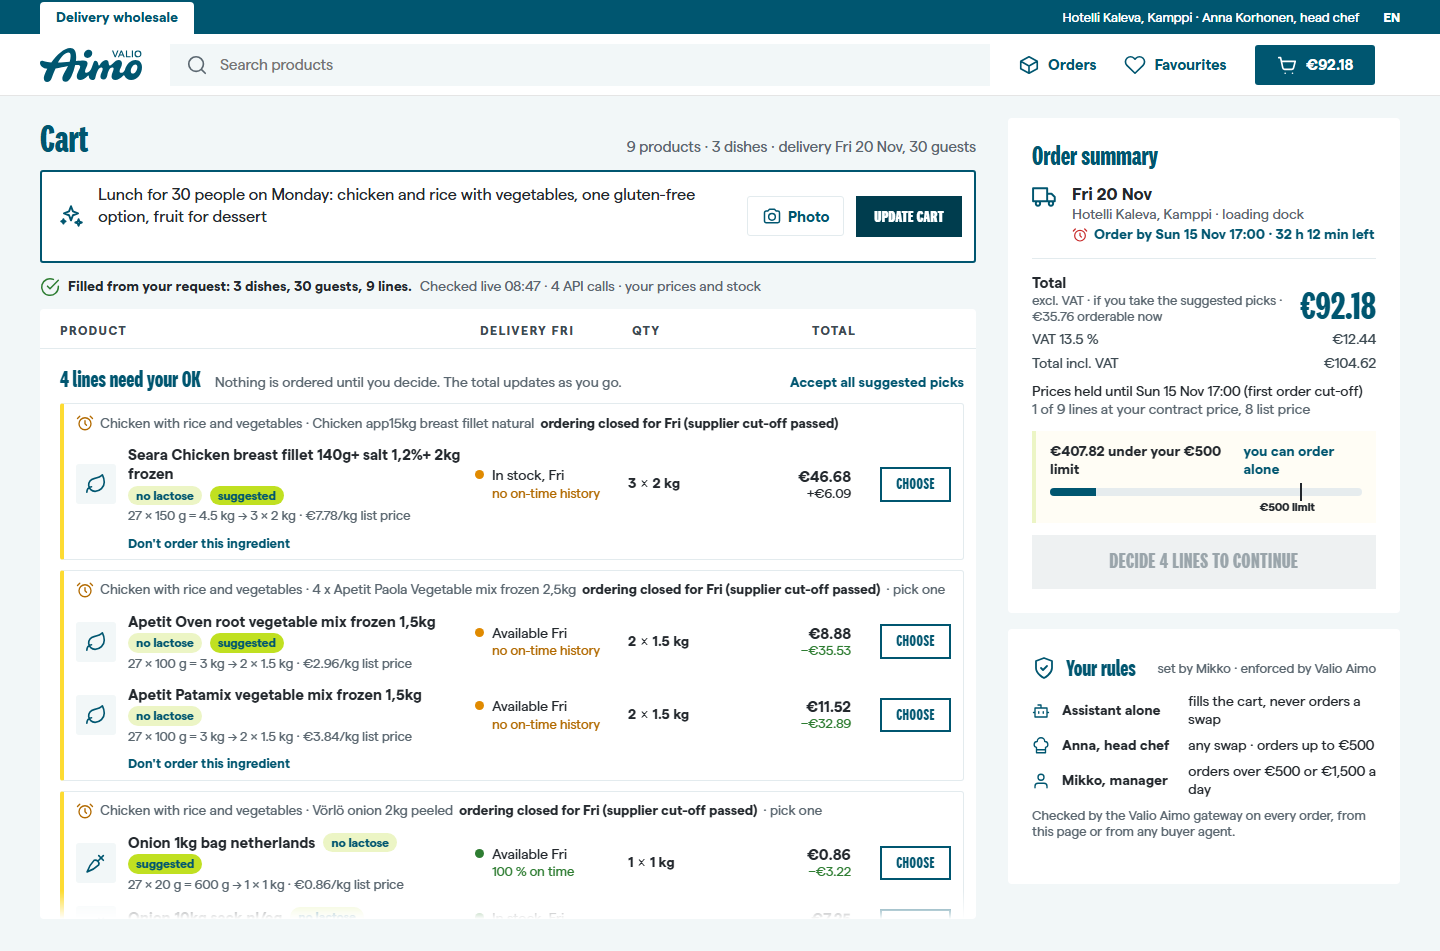 Delivery wholesale
Hotelli Kaleva, Kamppi · Anna Korhonen, head chef
EN
VALIO
Aimo
Search products
Orders
Favourites
€92.18
Cart
9 products · 3 dishes · delivery Fri 20 Nov, 30 guests
Lunch for 30 people on Monday: chicken and rice with vegetables, one gluten-free
option, fruit for dessert
Photo
UPDATE CART
Filled from your request: 3 dishes, 30 guests, 9 lines. Checked live 08:47 · 4 API calls · your prices and stock
PRODUCT
DELIVERY FRI
QTY
TOTAL
4 lines need your OK
Nothing is ordered until you decide. The total updates as you go.
Accept all suggested picks
Chicken with rice and vegetables · Chicken app15kg breast fillet natural ordering closed for Fri (supplier cut-off passed)
Seara Chicken breast fillet 140g+ salt 1,2%+ 2kg
frozen
no lactose
suggested
27 × 150 g = 4.5 kg → 3 × 2 kg · €7.78/kg list price
Don't order this ingredient
In stock, Fri
no on-time history
3 × 2 kg
€46.68
+€6.09
CHOOSE
Chicken with rice and vegetables · 4 x Apetit Paola Vegetable mix frozen 2,5kg ordering closed for Fri (supplier cut-off passed) · pick one
Apetit Oven root vegetable mix frozen 1,5kg
no lactose
suggested
27 × 100 g = 3 kg → 2 × 1.5 kg · €2.96/kg list price
Available Fri
no on-time history
2 × 1.5 kg
€8.88
−€35.53
CHOOSE
Apetit Patamix vegetable mix frozen 1,5kg
no lactose
27 × 100 g = 3 kg → 2 × 1.5 kg · €3.84/kg list price
Available Fri
no on-time history
2 × 1.5 kg
€11.52
−€32.89
CHOOSE
Don't order this ingredient
Chicken with rice and vegetables · Vörlö onion 2kg peeled ordering closed for Fri (supplier cut-off passed) · pick one
Onion 1kg bag netherlands
no lactose
suggested
27 × 20 g = 600 g → 1 × 1 kg · €0.86/kg list price
Available Fri
100 % on time
1 × 1 kg
€0.86
−€3.22
CHOOSE
Order summary
Fri 20 Nov
Hotelli Kaleva, Kamppi · loading dock
Order by Sun 15 Nov 17:00 · 32 h 12 min left
Total
excl. VAT · if you take the suggested picks ·
€35.76 orderable now
€92.18
VAT 13.5 %
€12.44
Total incl. VAT
€104.62
Prices held until Sun 15 Nov 17:00 (first order cut-off)
1 of 9 lines at your contract price, 8 list price
€407.82 under your €500
limit
you can order
alone
€500 limit
DECIDE 4 LINES TO CONTINUE
Your rules
set by Mikko · enforced by Valio Aimo
Assistant alone
fills the cart, never orders a
swap
Anna, head chef
any swap · orders up to €500
Mikko, manager
orders over €500 or €1,500 a
day
Checked by the Valio Aimo gateway on every order, from
this page or from any buyer agent.